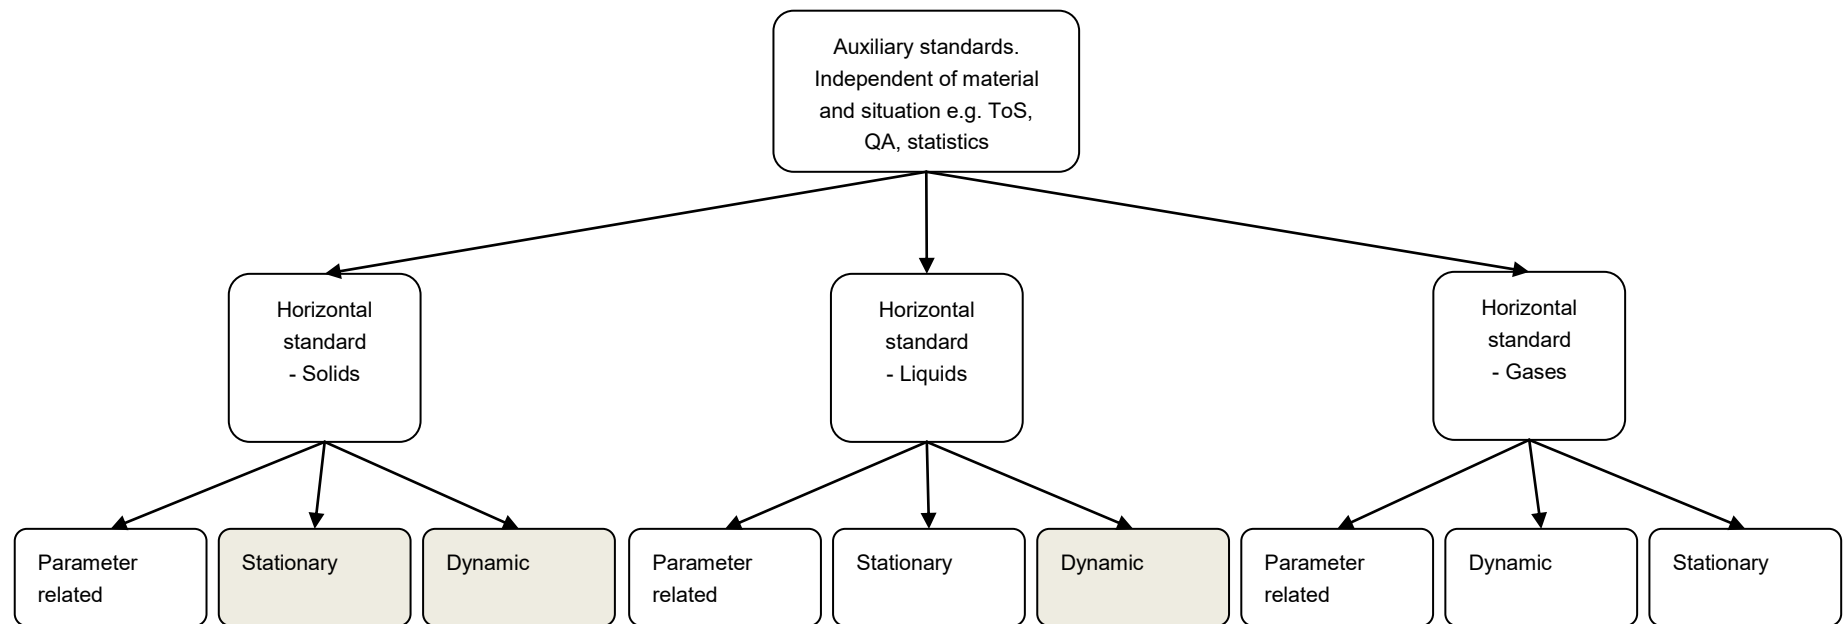 Auxiliary standards.
Independent of material
and situation e.g. ToS,
QA, statistics
Horizontal
standard
- Solids
Horizontal
standard
- Liquids
Horizontal
standard
- Gases
Parameter
related
Stationary
Dynamic
Parameter
related
Stationary
Dynamic
Parameter
related
Dynamic
Stationary